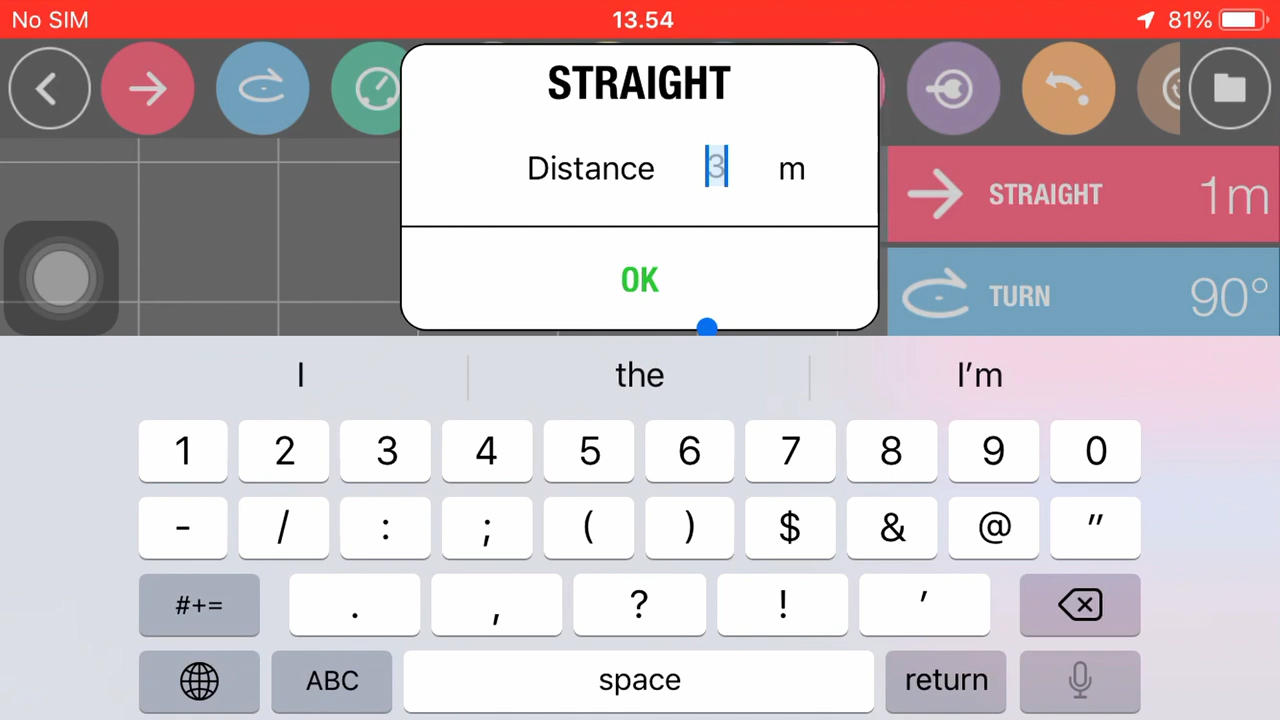 No SIM 13.54 81%
STRAIGHT
Distance 3 m
OK
STRAIGHT 1m
TURN 90°
I the I’m
1 2 3 4 5 6 7 8 9 0
- / : ; ( ) $ & @ "
#+= . , ? ! ’
ABC space return